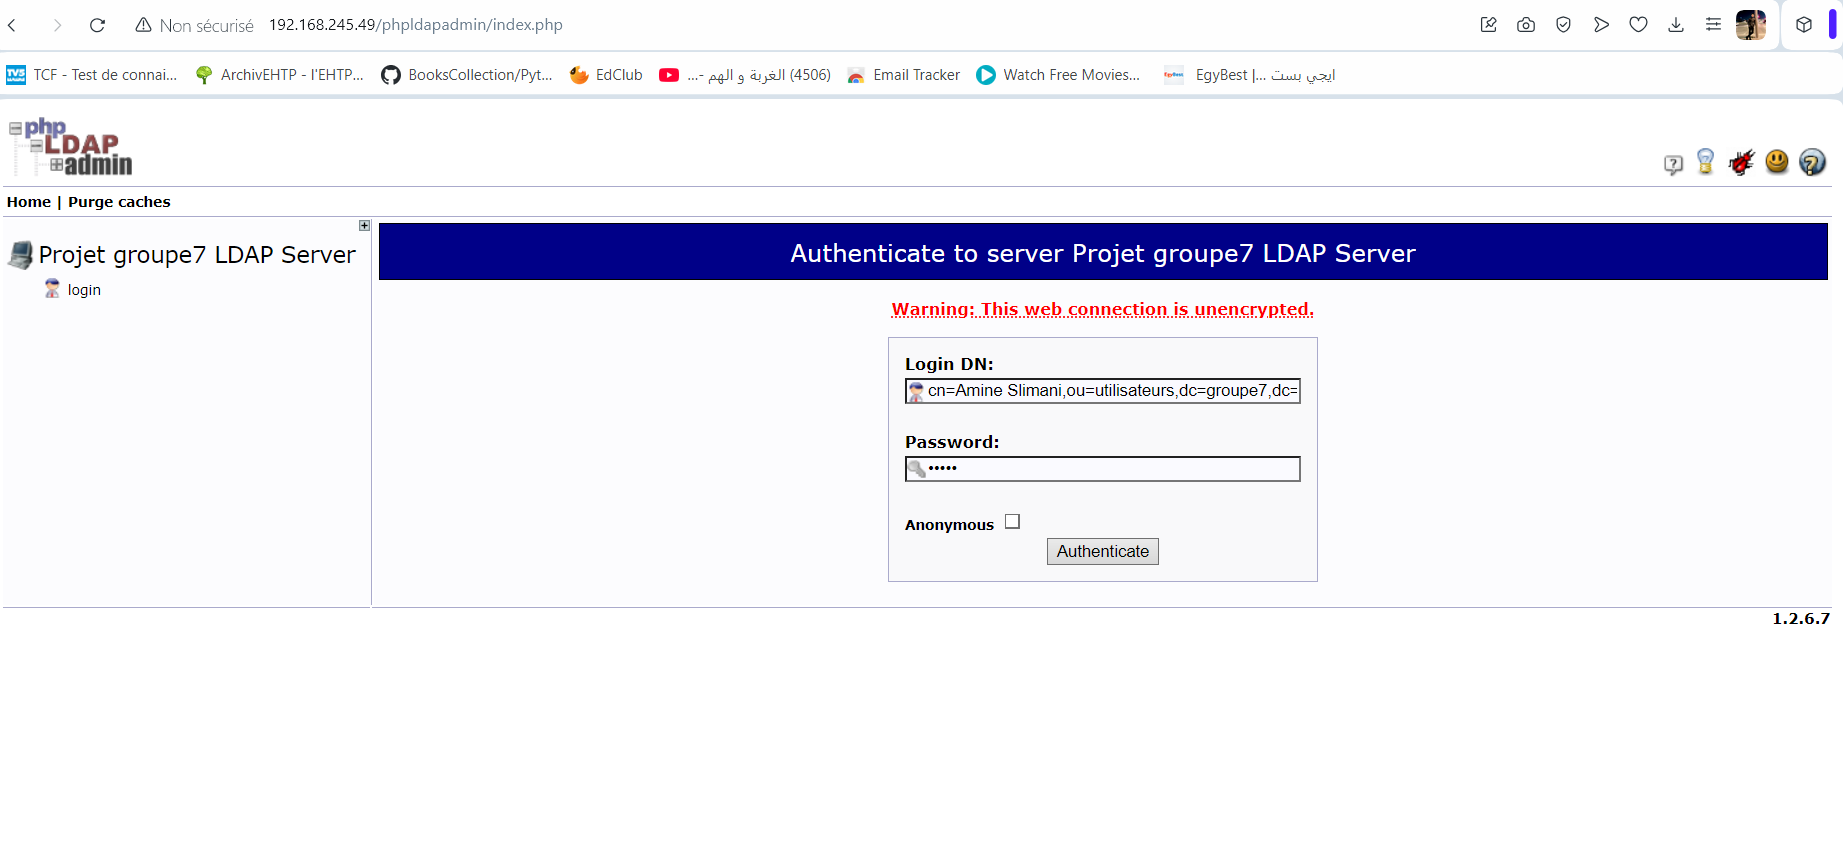 Non sécurisé 192.168.245.49/phpldapadmin/index.php
TV5 TCF - Test de connai... ArchivEHTP - l'EHTP... BooksCollection/Pyt... EdClub (4506) الغربة و الهم -... Email Tracker Watch Free Movies... EgyBest EgyBest |... ايجي بست
php
LDAP
admin
Home | Purge caches
Projet groupe7 LDAP Server
login
Authenticate to server Projet groupe7 LDAP Server
Warning: This web connection is unencrypted.
Login DN:
cn=Amine Slimani,ou=utilisateurs,dc=groupe7,dc=
Password:
•••••
Anonymous
Authenticate
1.2.6.7